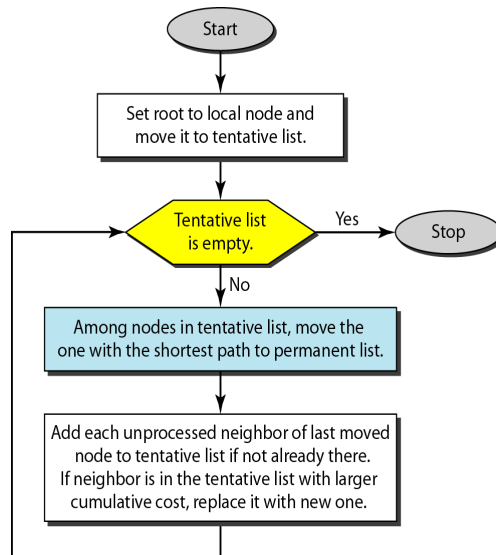 Start
Set root to local node and
move it to tentative list.
Tentative list
is empty.
Yes
Stop
No
Among nodes in tentative list, move the
one with the shortest path to permanent list.
Add each unprocessed neighbor of last moved
node to tentative list if not already there.
If neighbor is in the tentative list with larger
cumulative cost, replace it with new one.